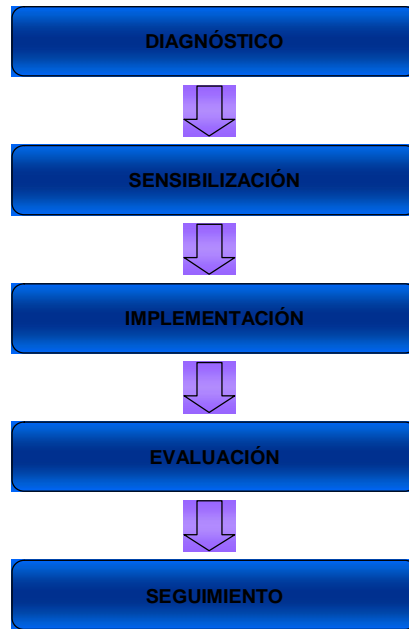 DIAGNÓSTICO
SENSIBILIZACIÓN
IMPLEMENTACIÓN
EVALUACIÓN
SEGUIMIENTO